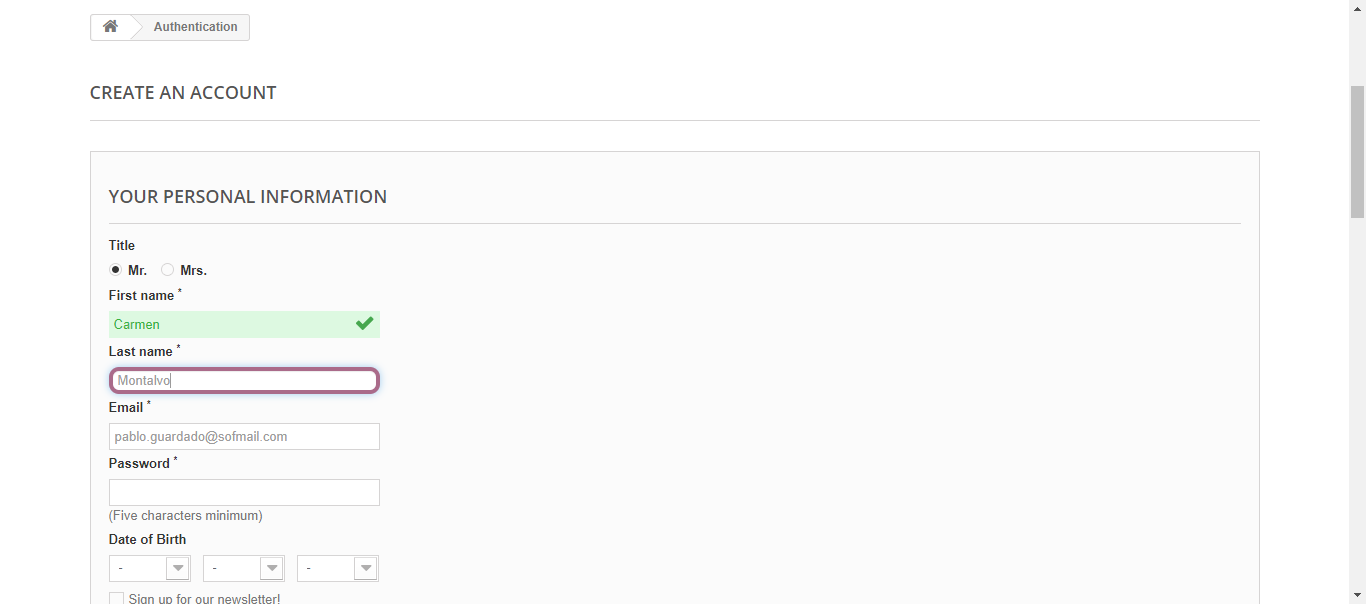 Authentication
CREATE AN ACCOUNT
YOUR PERSONAL INFORMATION
Title
Mr. Mrs.
First name *
Carmen
Last name *
Montalvo
Email *
pablo.guardado@sofmail.com
Password *
(Five characters minimum)
Date of Birth
- - -
Sign up for our newsletter!